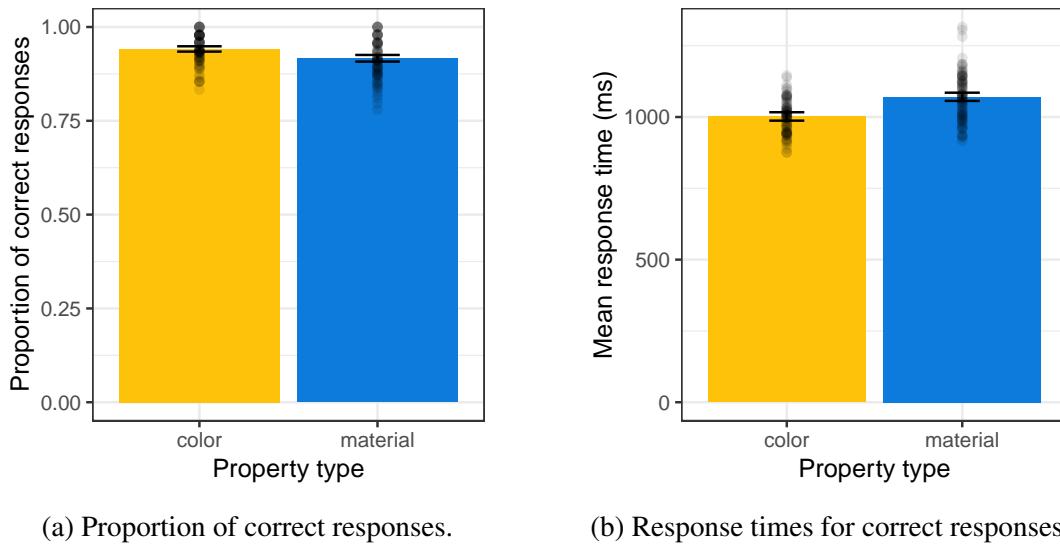 1.00
0.75
0.50
0.25
0.00
Proportion of correct responses
color material
Property type
(a) Proportion of correct responses.
1000
500
0
Mean response time (ms)
color material
Property type
(b) Response times for correct responses